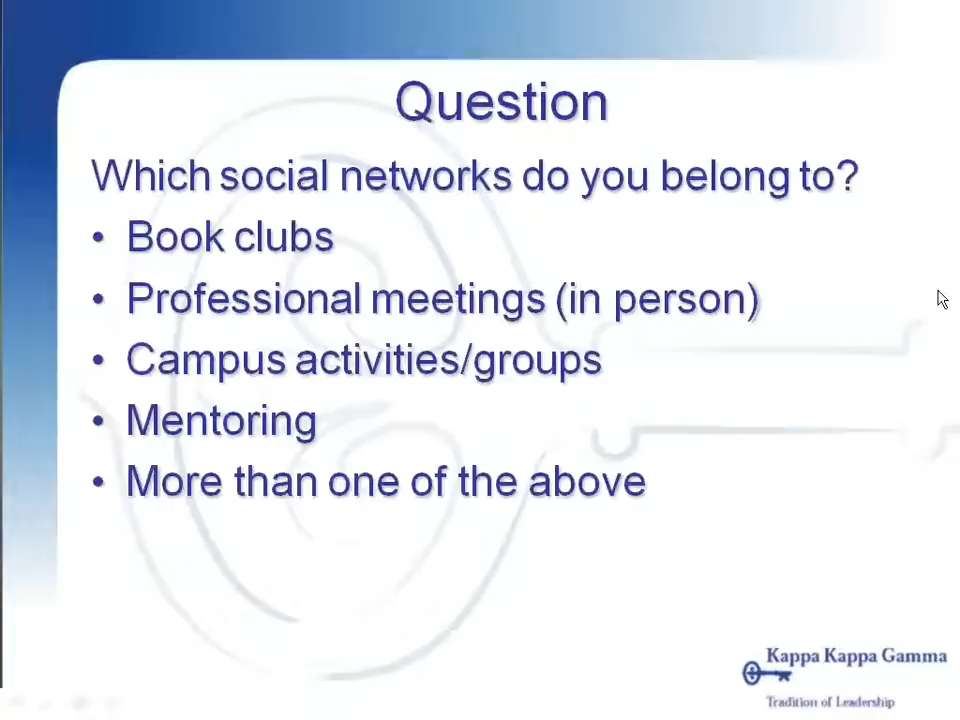 Question
Which social networks do you belong to?
• Book clubs
• Professional meetings (in person)
• Campus activities/groups
• Mentoring
• More than one of the above
Kappa Kappa Gamma
Tradition of Leadership